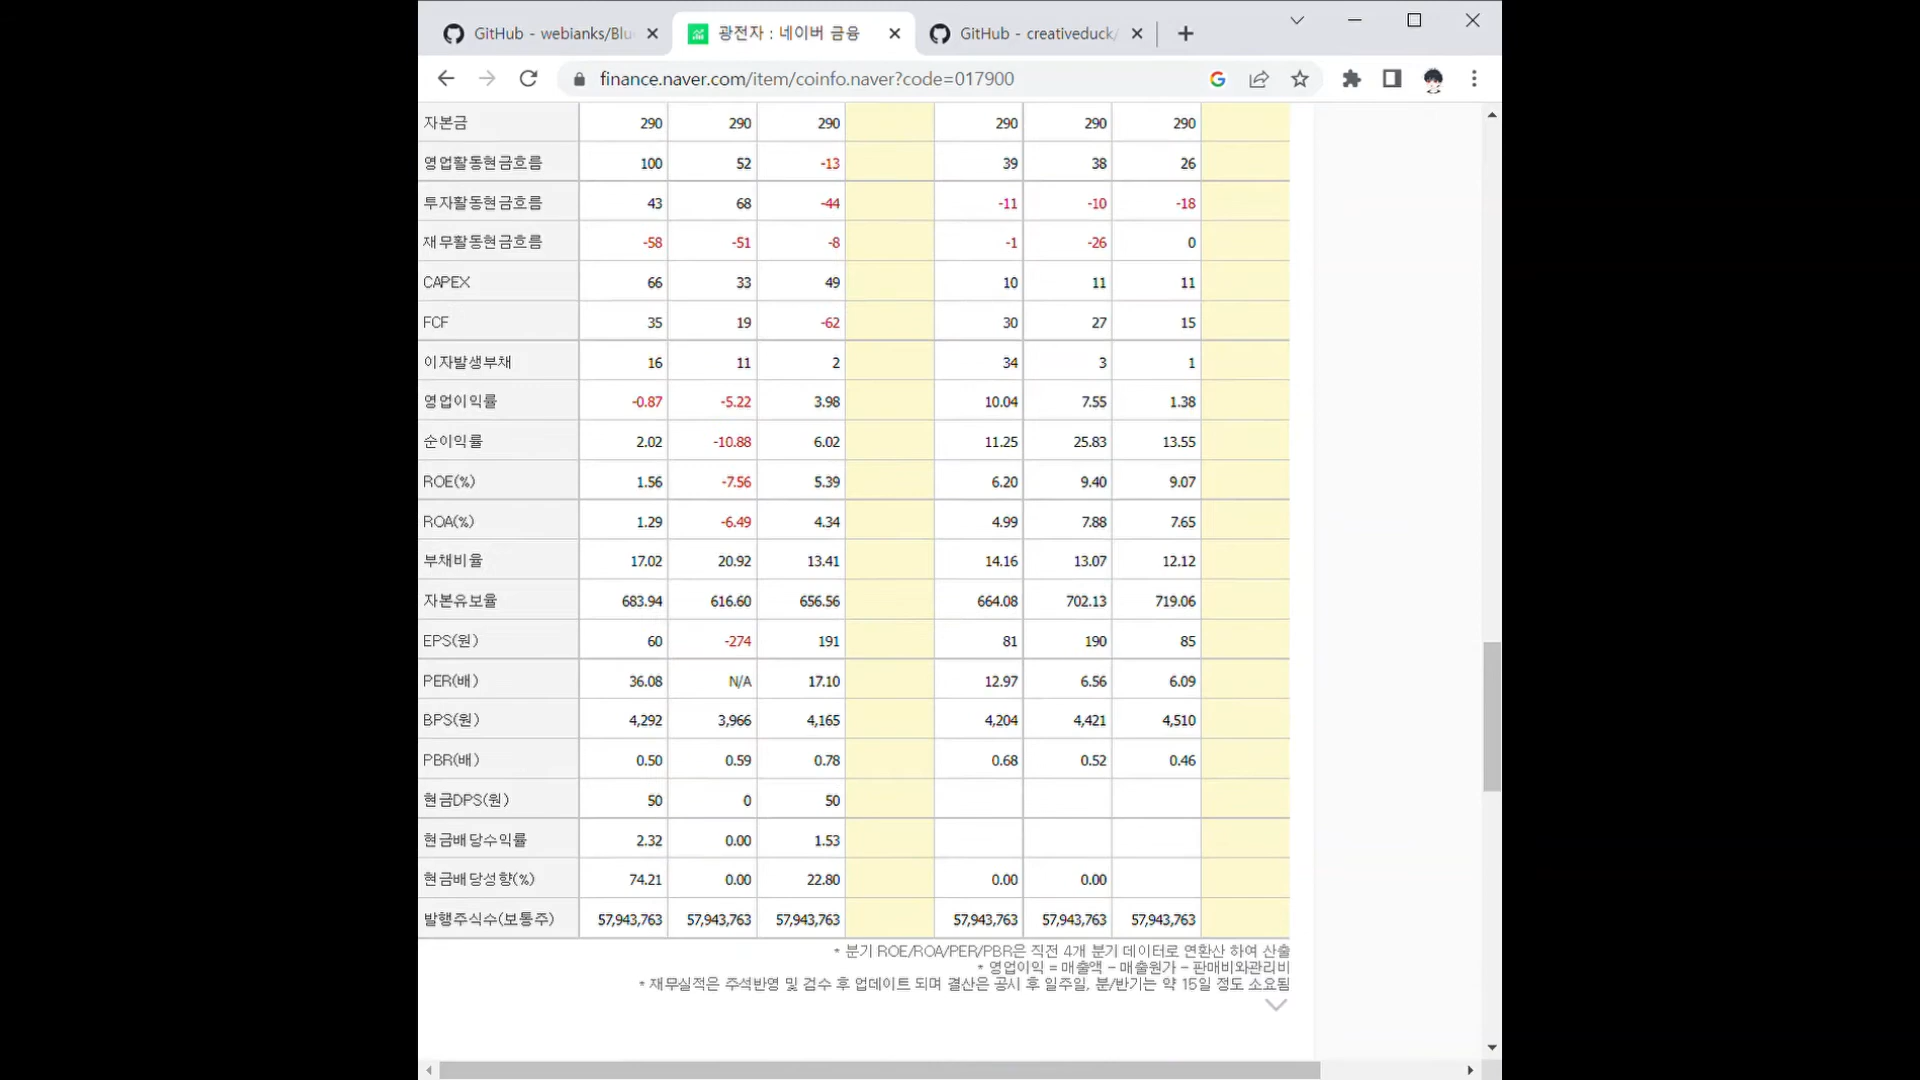 GitHub - webianks/Blu
광전자 : 네이버 금융
GitHub - creativeduck/
finance.naver.com/item/coinfo.naver?code=017900
자본금 290 290 290 290 290 290
영업활동현금흐름 100 52 -13 39 38 26
투자활동현금흐름 43 68 -44 -11 -10 -18
재무활동현금흐름 -58 -51 -8 -1 -26 0
CAPEX 66 33 49 10 11 11
FCF 35 19 -62 30 27 15
이자발생부채 16 11 2 34 3 1
영업이익률 -0.87 -5.22 3.98 10.04 7.55 1.38
순이익률 2.02 -10.88 6.02 11.25 25.83 13.55
ROE(%) 1.56 -7.56 5.39 6.20 9.40 9.07
ROA(%) 1.29 -6.49 4.34 4.99 7.88 7.65
부채비율 17.02 20.92 13.41 14.16 13.07 12.12
자본유보율 683.94 616.60 656.56 664.08 702.13 719.06
EPS(원) 60 -274 191 81 190 85
PER(배) 36.08 N/A 17.10 12.97 6.56 6.09
BPS(원) 4,292 3,966 4,165 4,204 4,421 4,510
PBR(배) 0.50 0.59 0.78 0.68 0.52 0.46
현금DPS(원) 50 0 50
현금배당수익률 2.32 0.00 1.53
현금배당성향(%) 74.21 0.00 22.80 0.00 0.00
발행주식수(보통주) 57,943,763 57,943,763 57,943,763 57,943,763 57,943,763 57,943,763
* 분기 ROE/ROA/PER/PBR은 직전 4개 분기 데이터로 연환산 하여 산출
* 영업이익 = 매출액 - 매출원가 - 판매비와관리비
* 재무실적은 주석반영 및 검수 후 업데이트 되며 결산은 공시 후 일주일, 분/반기는 약 15일 정도 소요됨